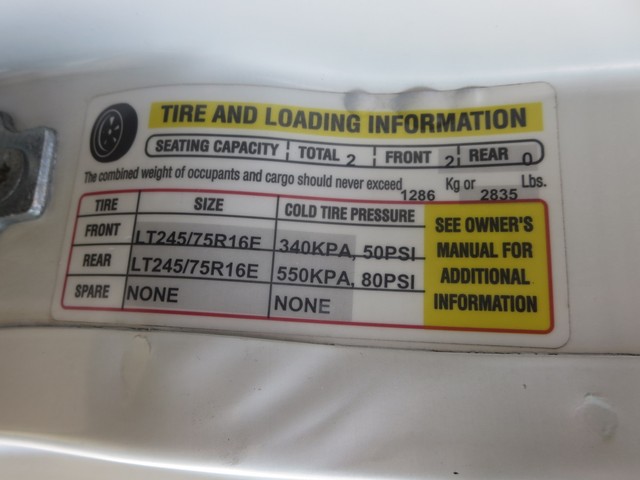 TIRE AND LOADING INFORMATION
SEATING CAPACITY TOTAL 2 FRONT 2 REAR 0
The combined weight of occupants and cargo should never exceed 1286 Kg or 2835 Lbs.
TIRE SIZE COLD TIRE PRESSURE
FRONT LT245/75R16E 340KPA, 50PSI
REAR LT245/75R16E 550KPA, 80PSI
SPARE NONE NONE
SEE OWNER'S
MANUAL FOR
ADDITIONAL
INFORMATION